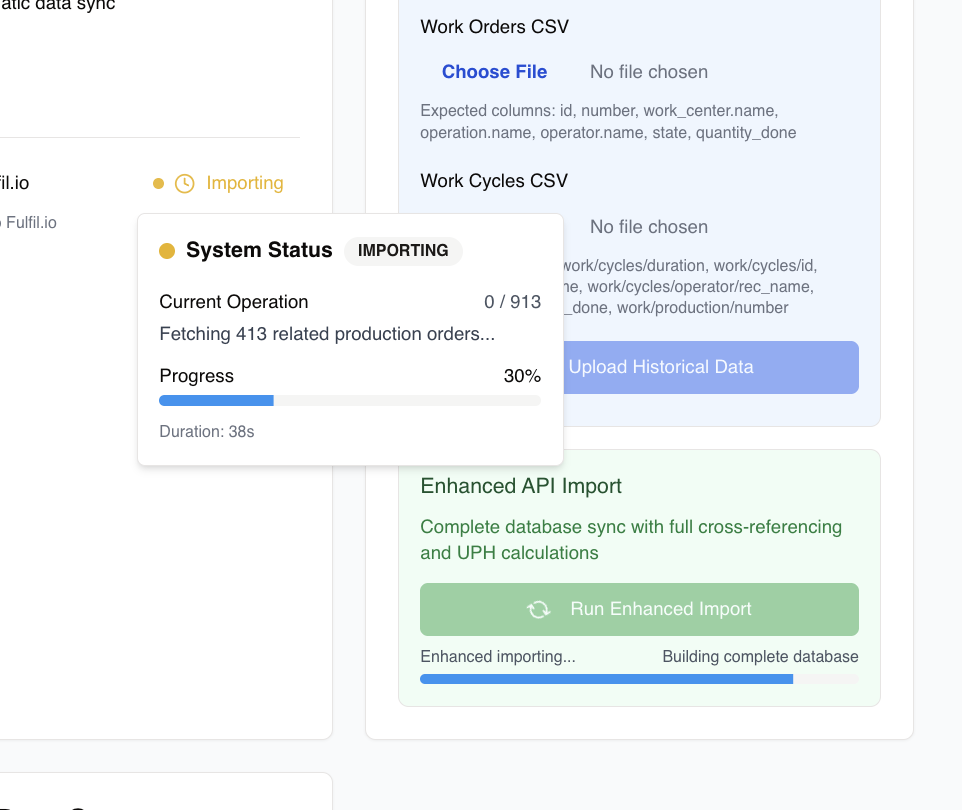 atic data sync
fil.io
Importing
Fulfil.io
System Status
IMPORTING
Current Operation
0 / 913
Fetching 413 related production orders...
Progress
30%
Duration: 38s
Work Orders CSV
Choose File
No file chosen
Expected columns: id, number, work_center.name,
operation.name, operator.name, state, quantity_done
Work Cycles CSV
No file chosen
work/cycles/duration, work/cycles/id,
work/cycles/operator/rec_name,
_done, work/production/number
Upload Historical Data
Enhanced API Import
Complete database sync with full cross-referencing
and UPH calculations
Run Enhanced Import
Enhanced importing...
Building complete database